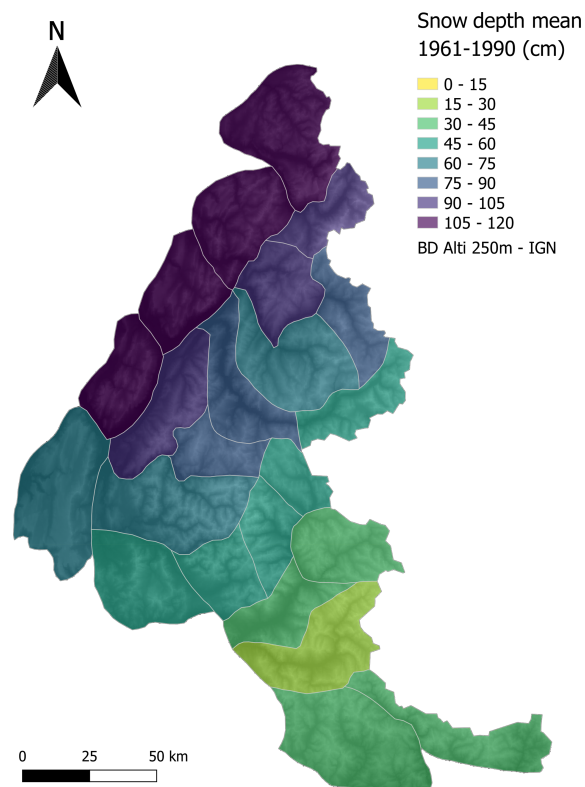 N
Snow depth mean
1961-1990 (cm)
0 - 15
15 - 30
30 - 45
45 - 60
60 - 75
75 - 90
90 - 105
105 - 120
BD Alti 250m - IGN
0 25 50 km